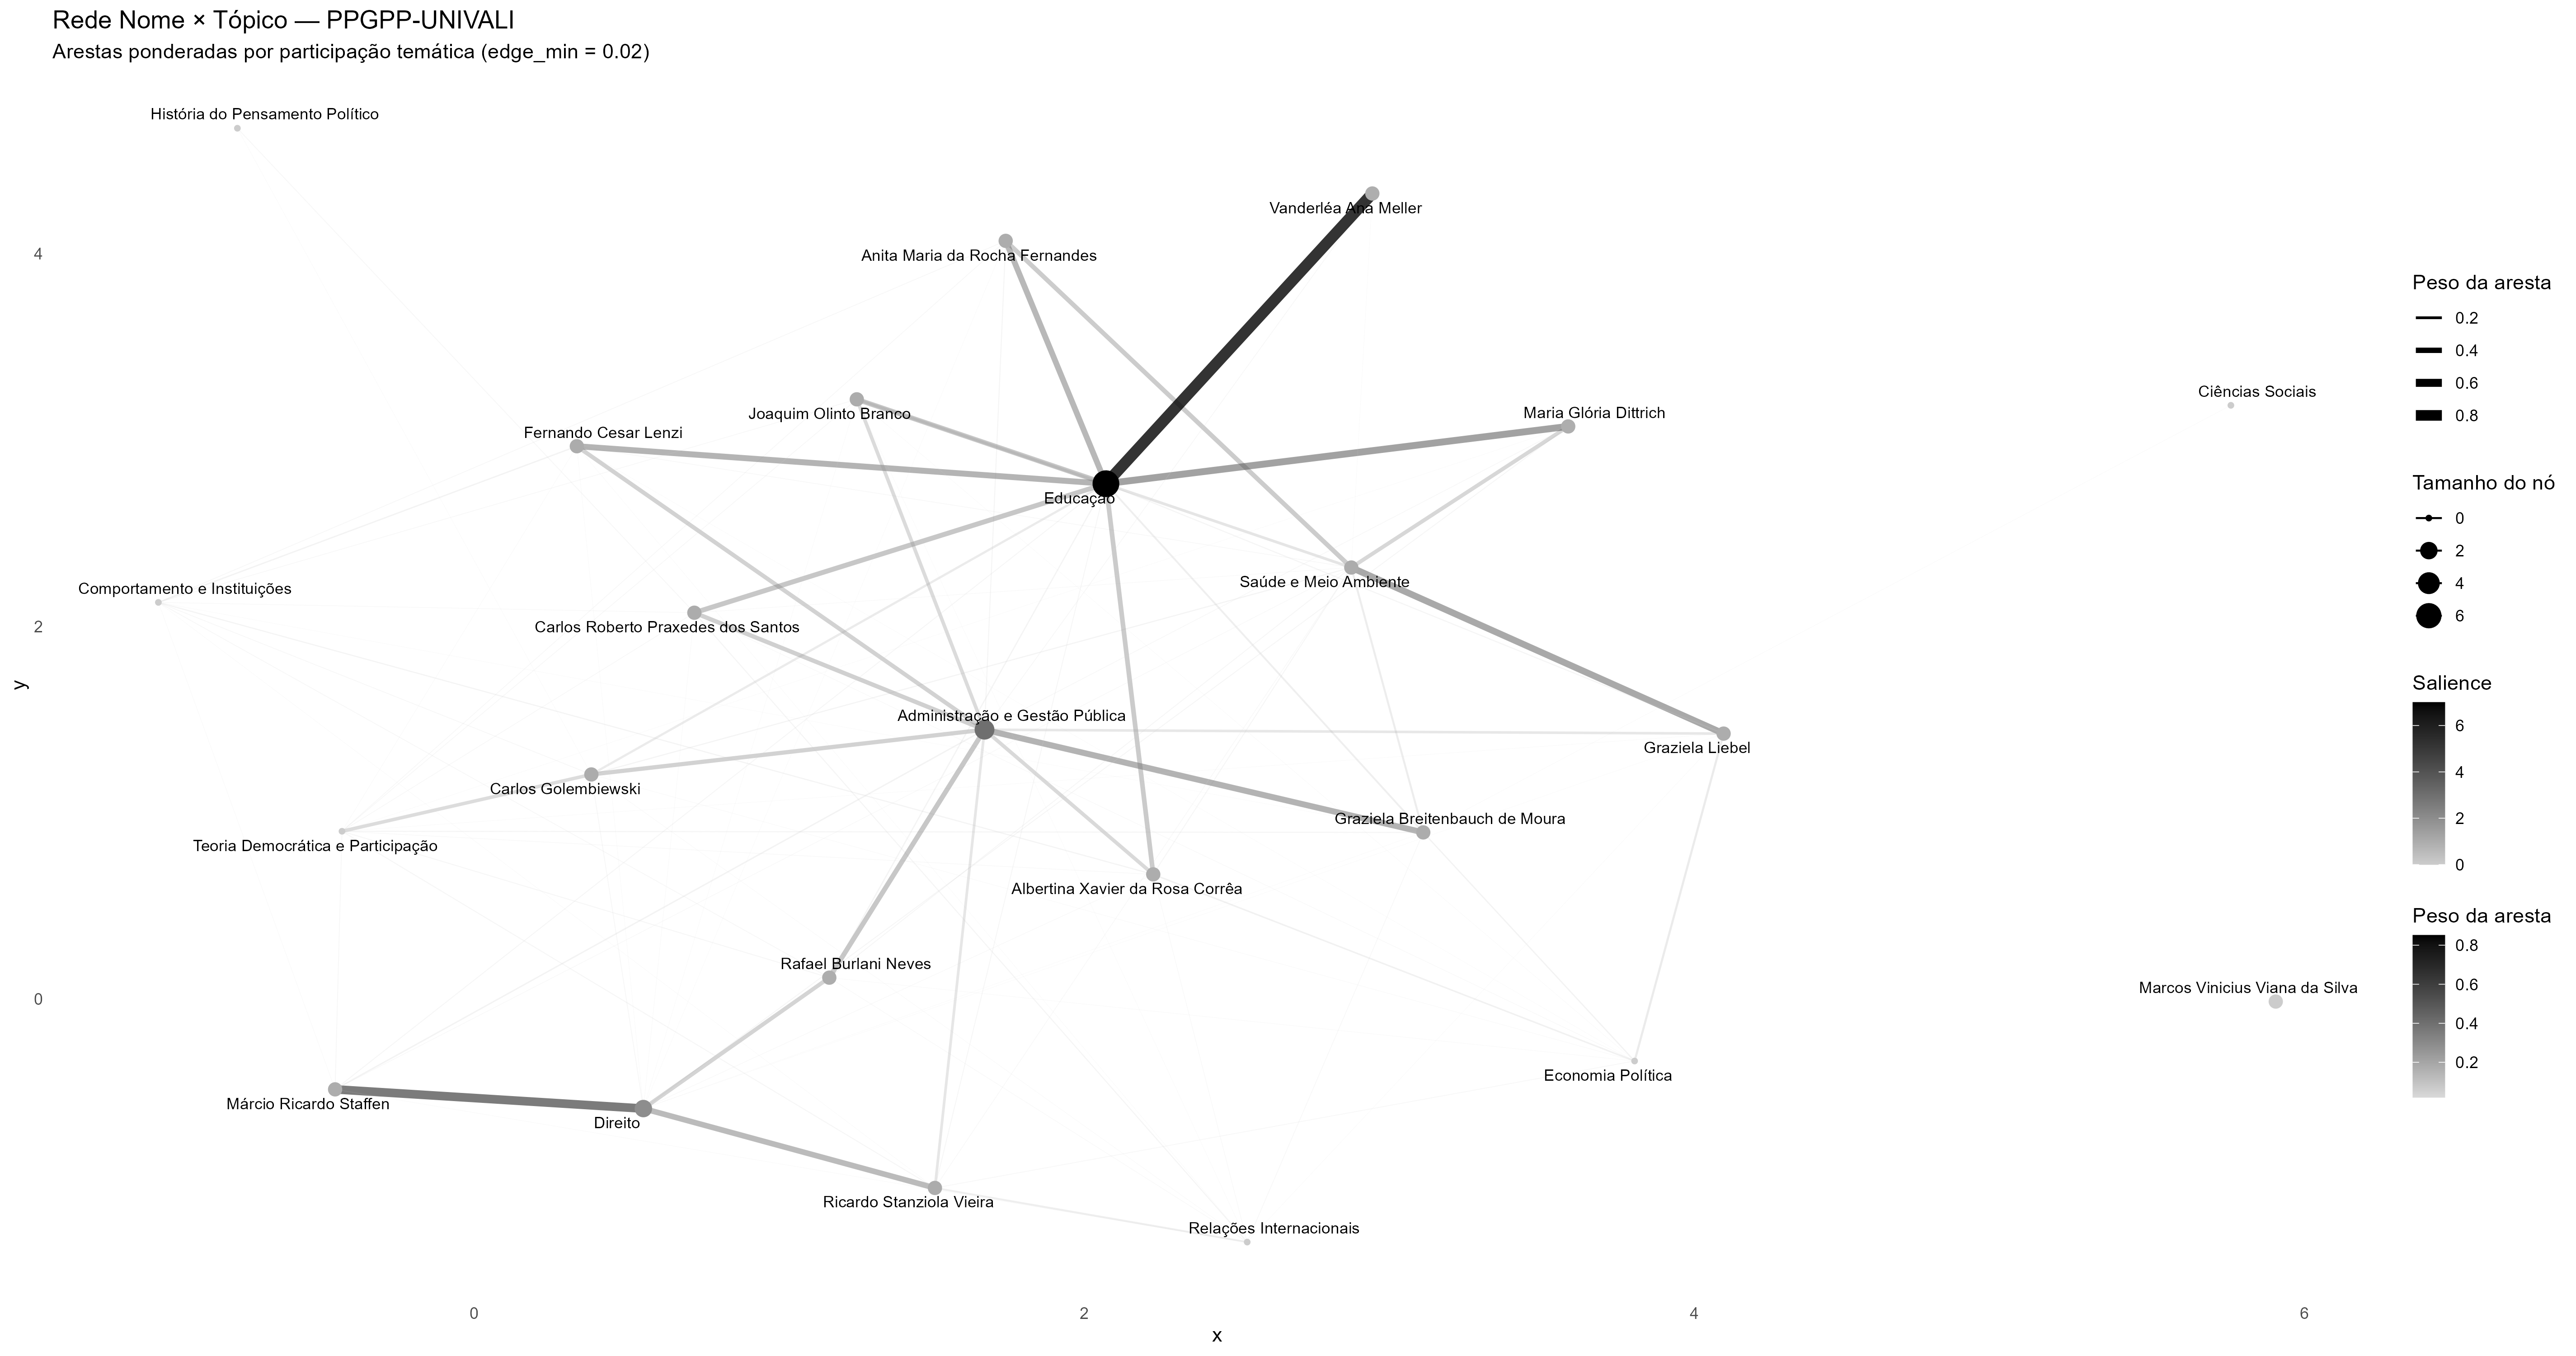 Rede Nome × Tópico — PPGPP-UNIVALI
Arestas ponderadas por participação temática (edge_min = 0.02)
História do Pensamento Político
Vanderléa Ana Meller
Anita Maria da Rocha Fernandes
4
Peso da aresta
0.2
0.4
0.6
0.8
Ciências Sociais
Joaquim Olinto Branco
Maria Glória Dittrich
Fernando Cesar Lenzi
Educação
Tamanho do nó
0
2
4
6
Saúde e Meio Ambiente
Comportamento e Instituições
2
Carlos Roberto Praxedes dos Santos
y
Salience
6
4
2
0
Administração e Gestão Pública
Graziela Liebel
Carlos Golembiewski
Graziela Breitenbauch de Moura
Teoria Democrática e Participação
Albertina Xavier da Rosa Corrêa
Peso da aresta
0.8
0.6
0.4
0.2
Rafael Burlani Neves
Marcos Vinicius Viana da Silva
0
Economia Política
Márcio Ricardo Staffen
Direito
Ricardo Stanziola Vieira
Relações Internacionais
0
2
4
6
x